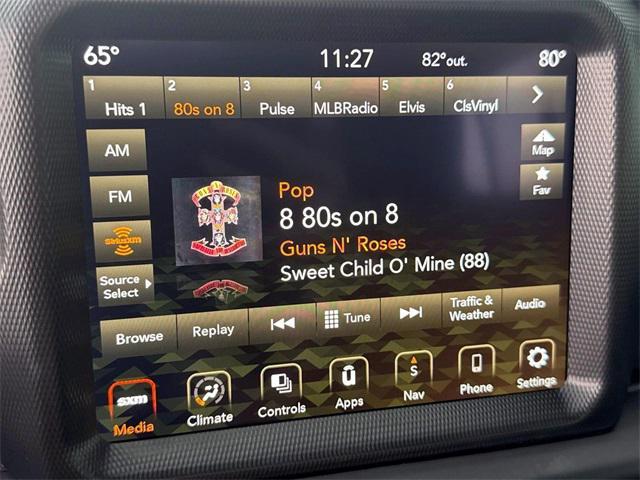 65°
11:27
82°out.
80°
1
Hits 1
2
80s on 8
3
Pulse
4
MLBRadio
5
Elvis
6
ClsVinyl
AM
FM
SiriusXM
Source
Select
Map
Fav
Pop
8 80s on 8
Guns N' Roses
Sweet Child O' Mine (88)
Browse
Replay
Tune
Traffic &
Weather
Audio
sxm
Media
Climate
Controls
Apps
S
Nav
Phone
Settings